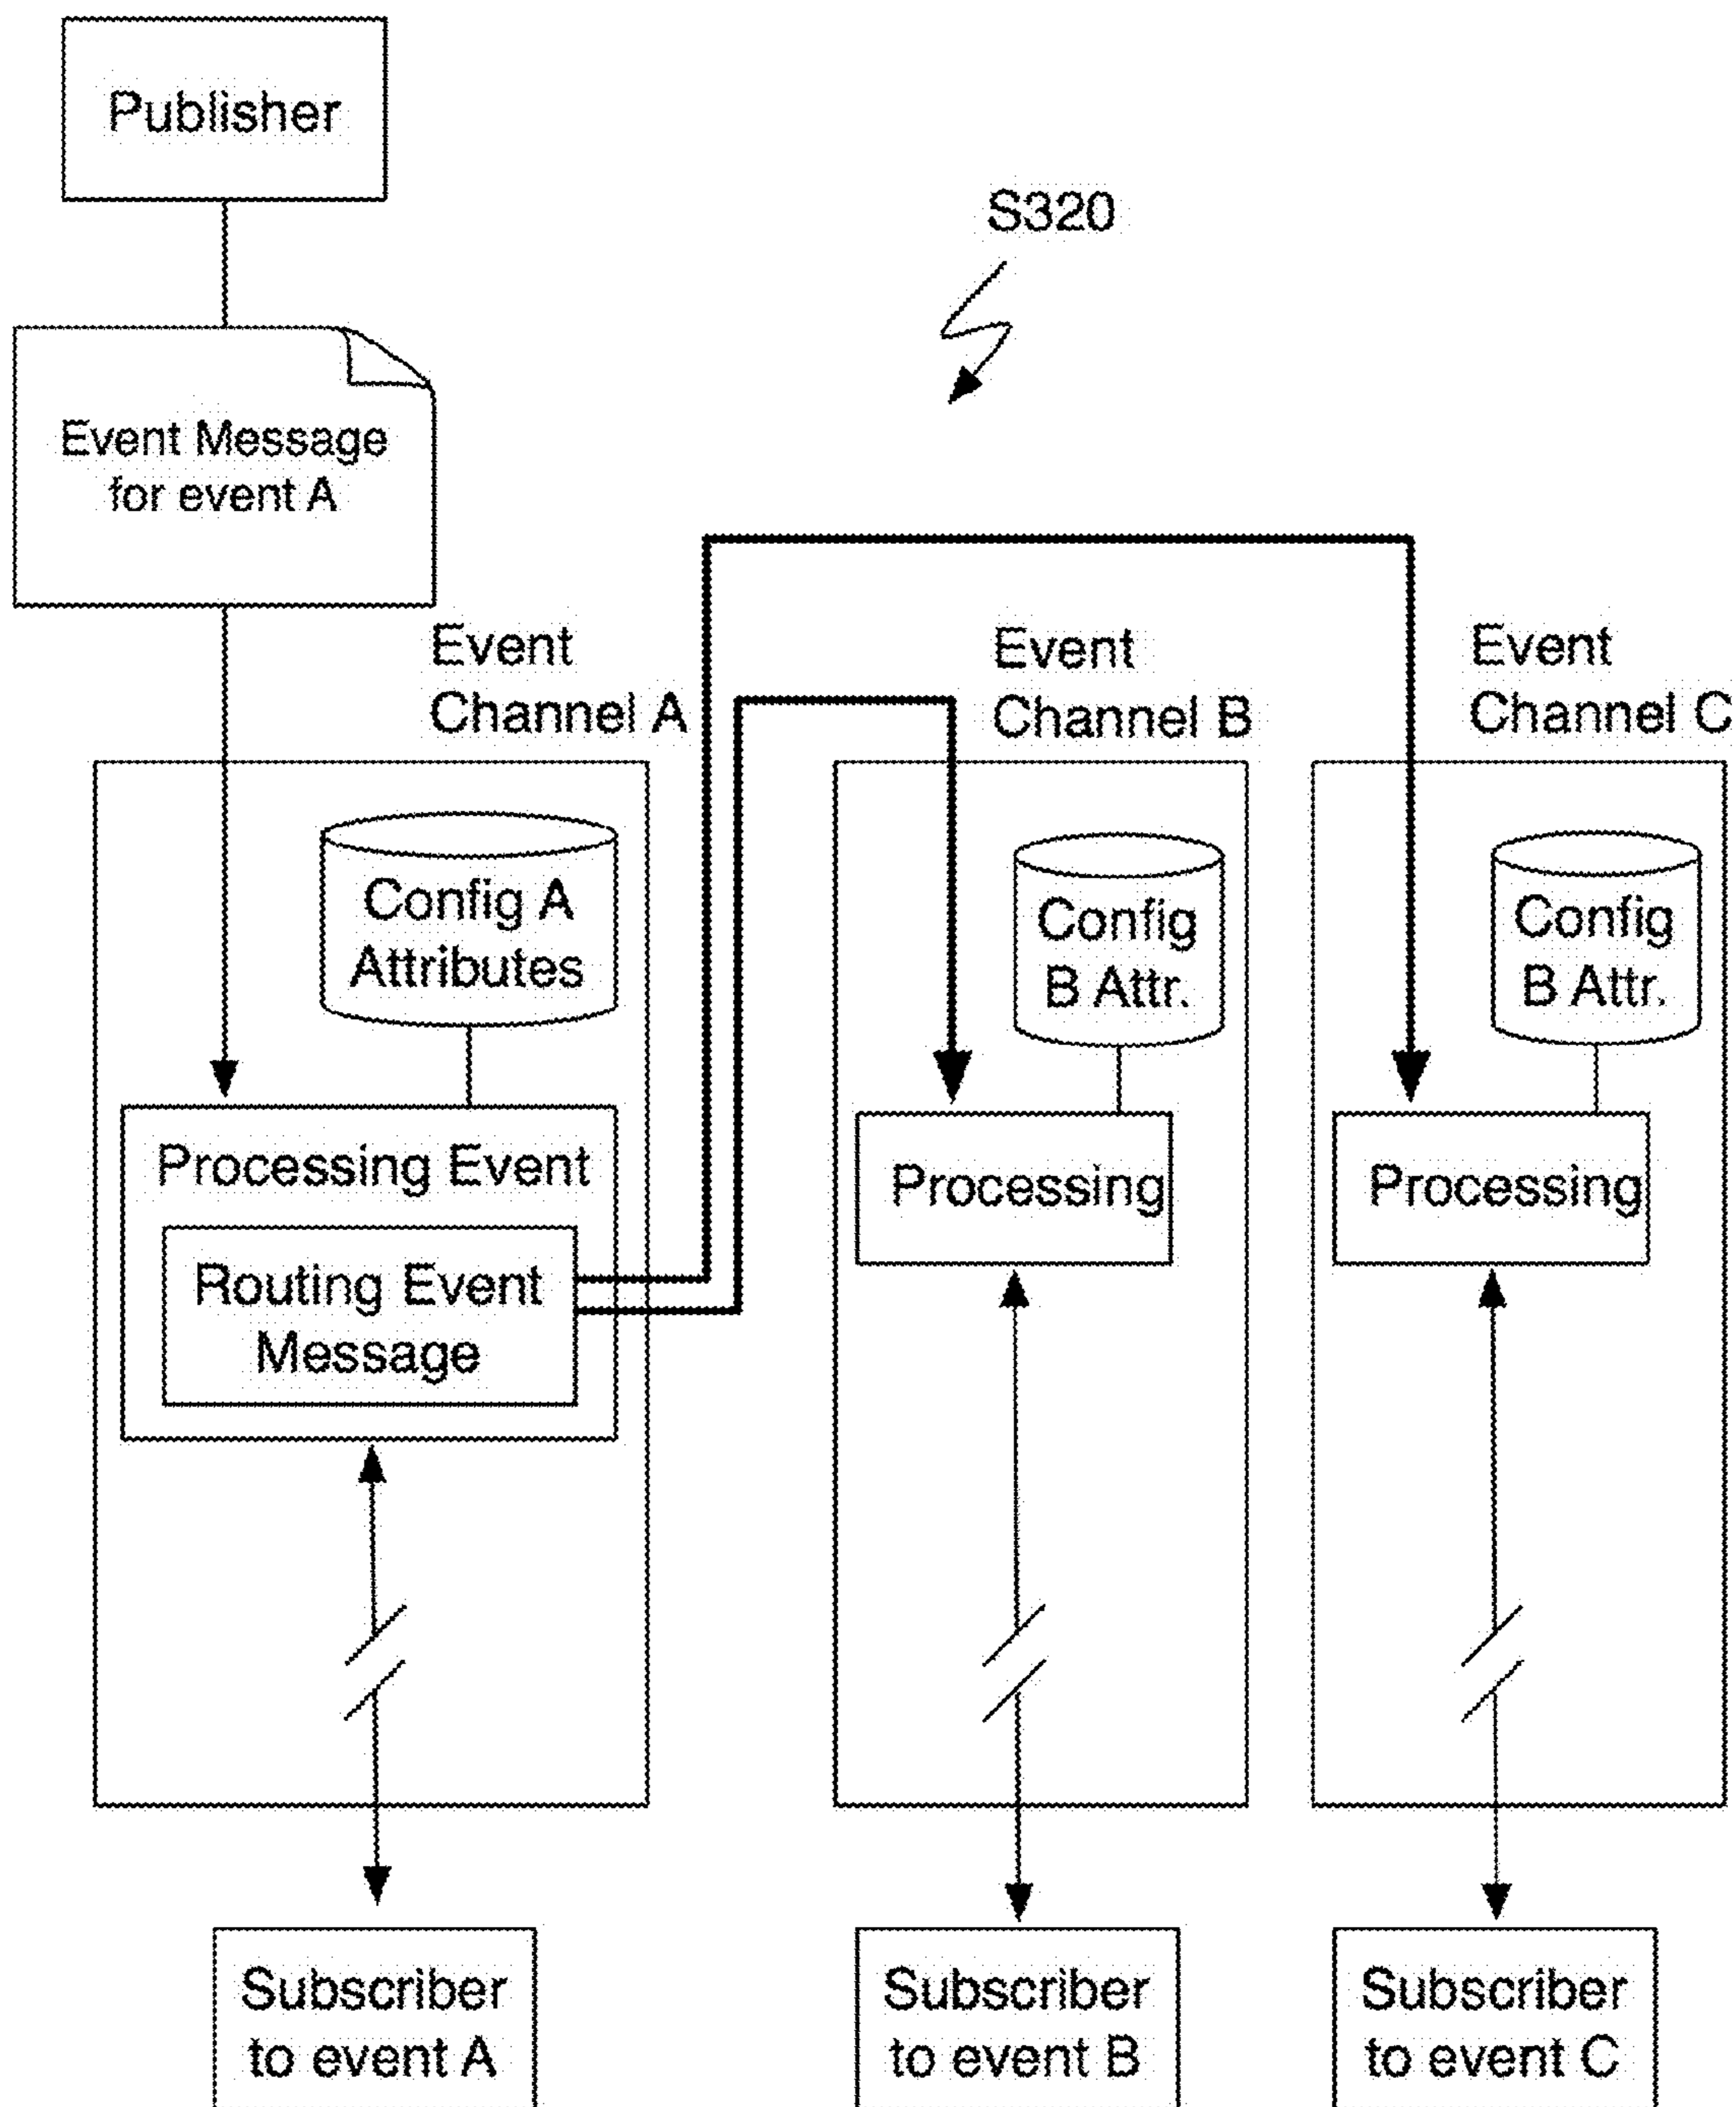 Publisher
S320
Event Message
for event A
Event
Channel A
Event
Channel B
Event
Channel C
Config A
Attributes
Config
B Attr.
Config
B Attr.
Processing Event
Routing Event
Message
Processing
Processing
Subscriber
to event A
Subscriber
to event B
Subscriber
to event C